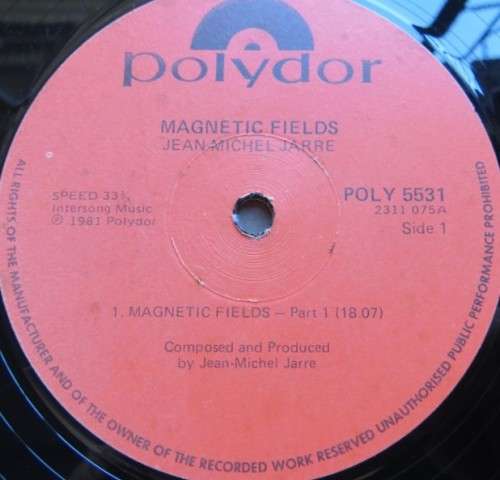 polydor
MAGNETIC FIELDS
JEAN-MICHEL JARRE
SPEED 33⅓
Intersong Music
℗ 1981 Polydor
POLY 5531
2311 075A
Side 1
1. MAGNETIC FIELDS – Part 1 (18.07)
Composed and Produced
by Jean-Michel Jarre
ALL RIGHTS OF THE MANUFACTURER AND OF THE OWNER OF THE RECORDED WORK RESERVED UNAUTHORISED PUBLIC PERFORMANCE PROHIBITED